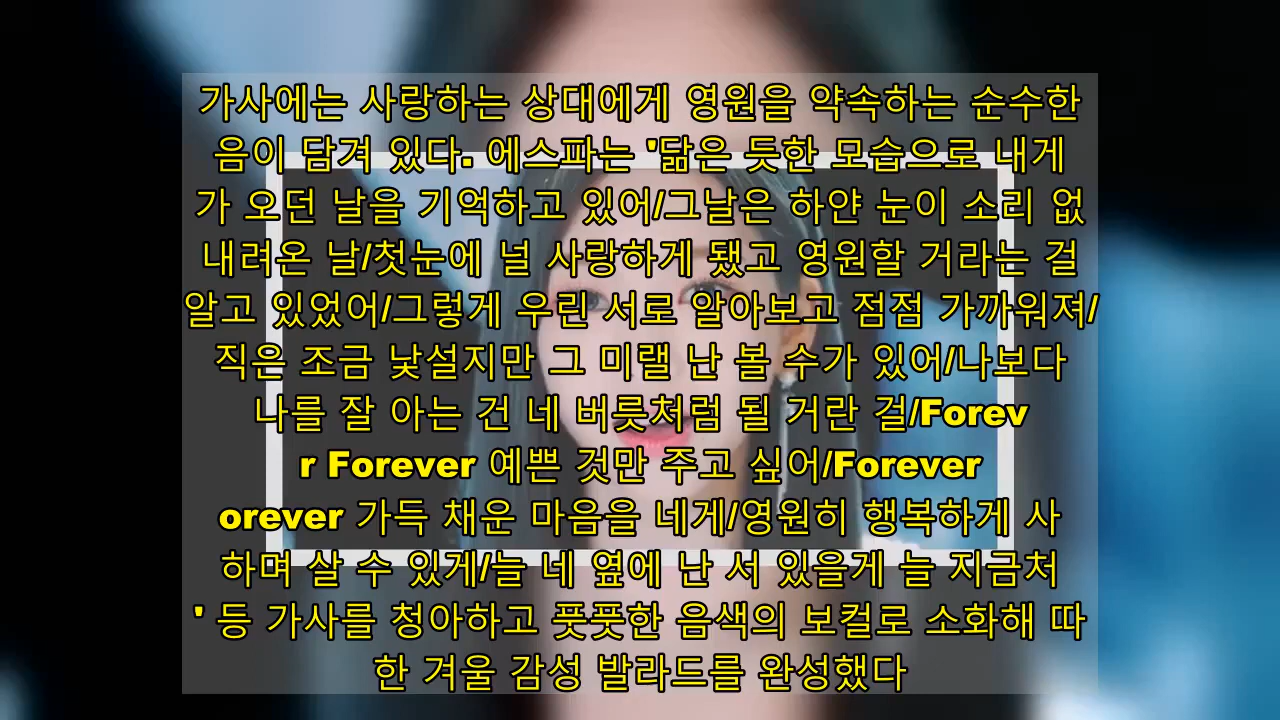 가사에는 사랑하는 상대에게 영원을 약속하는 순수한
음이 담겨 있다. 에스파는 '닮은 듯한 모습으로 내게
가 오던 날을 기억하고 있어/그날은 하얀 눈이 소리 없
내려온 날/첫눈에 널 사랑하게 됐고 영원할 거라는 걸
알고 있었어/그렇게 우린 서로 알아보고 점점 가까워져/
직은 조금 낯설지만 그 미랠 난 볼 수가 있어/나보다
나를 잘 아는 건 네 버릇처럼 될 거란 걸/Forev
r Forever 예쁜 것만 주고 싶어/Forever
orever 가득 채운 마음을 네게/영원히 행복하게 사
하며 살 수 있게/늘 네 옆에 난 서 있을게 늘 지금처
' 등 가사를 청아하고 풋풋한 음색의 보컬로 소화해 따
한 겨울 감성 발라드를 완성했다